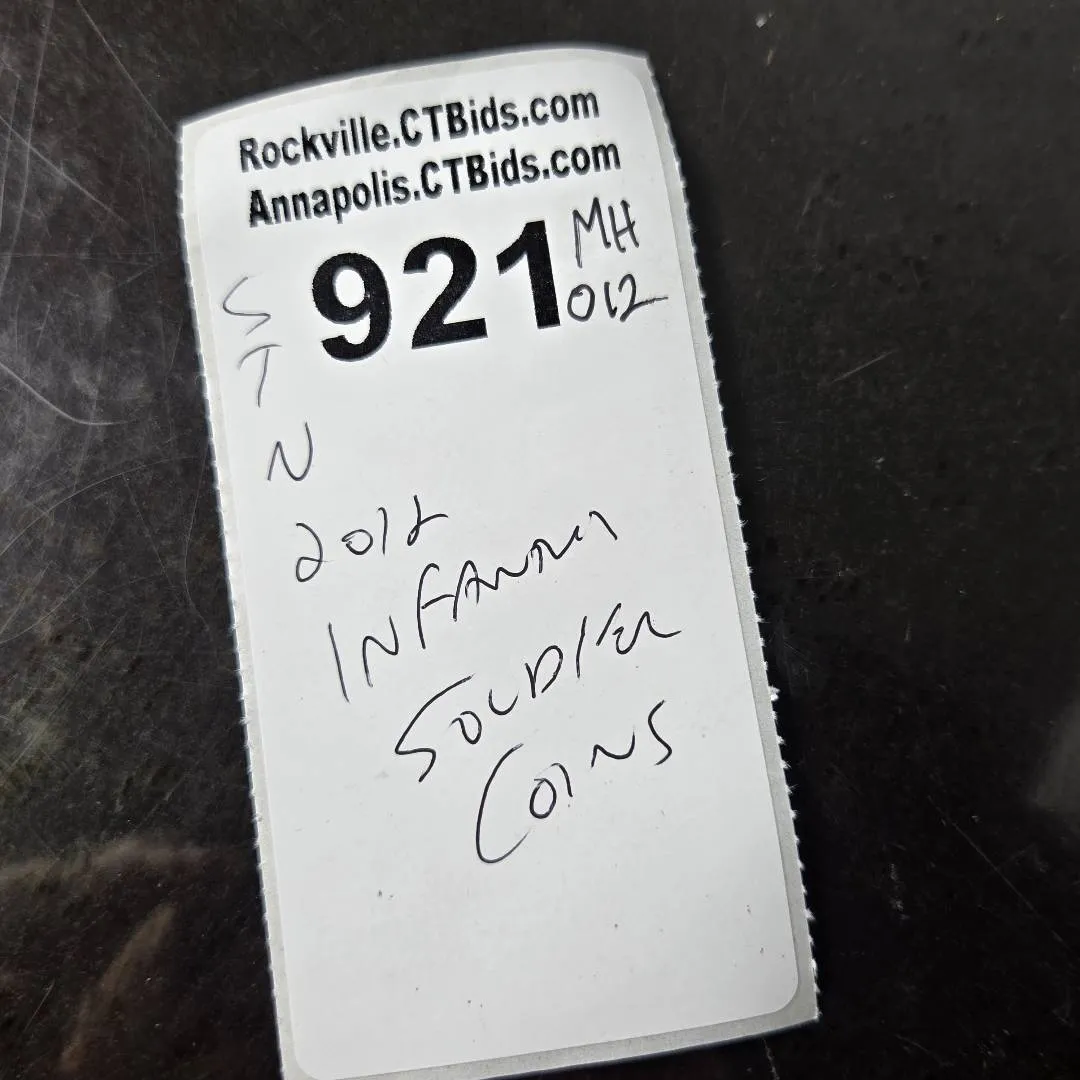 Rockville.CTBids.com
Annapolis.CTBids.com
921
MH
012
S
T
N
2012
INFANTRY
SOLDIER
COINS